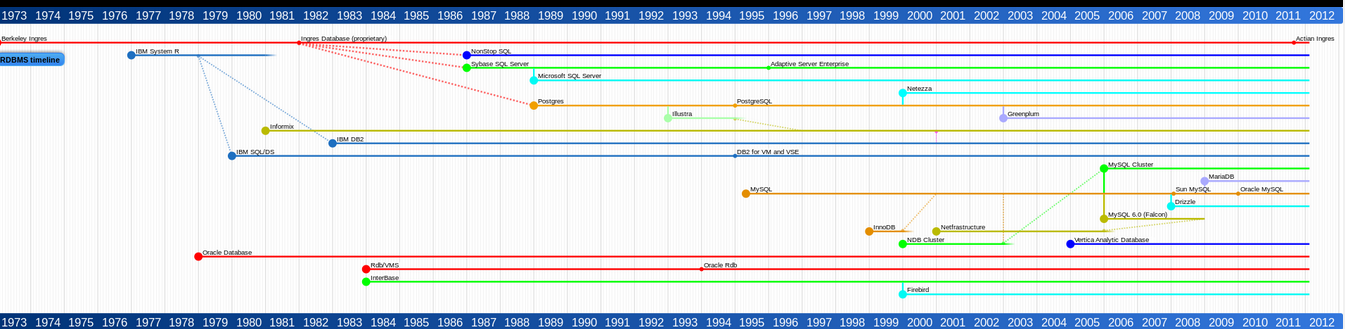 1973 1974 1975 1976 1977 1978 1979 1980 1981 1982 1983 1984 1985 1986 1987 1988 1989 1990 1991 1992 1993 1994 1995 1996 1997 1998 1999 2000 2001 2002 2003 2004 2005 2006 2007 2008 2009 2010 2011 2012
Berkeley Ingres Ingres Database (proprietary) Actian Ingres
IBM System R NonStop SQL
RDBMS timeline
Sybase SQL Server Adaptive Server Enterprise
Microsoft SQL Server
Netezza
Postgres PostgreSQL
Illustra Greenplum
Informix
IBM DB2
IBM SQL/DS DB2 for VM and VSE
MySQL Cluster
MariaDB
MySQL Sun MySQL Oracle MySQL
Drizzle
MySQL 6.0 (Falcon)
InnoDB Netfrastructure
NDB Cluster Vertica Analytic Database
Oracle Database
Rdb/VMS Oracle Rdb
InterBase
Firebird
1973 1974 1975 1976 1977 1978 1979 1980 1981 1982 1983 1984 1985 1986 1987 1988 1989 1990 1991 1992 1993 1994 1995 1996 1997 1998 1999 2000 2001 2002 2003 2004 2005 2006 2007 2008 2009 2010 2011 2012